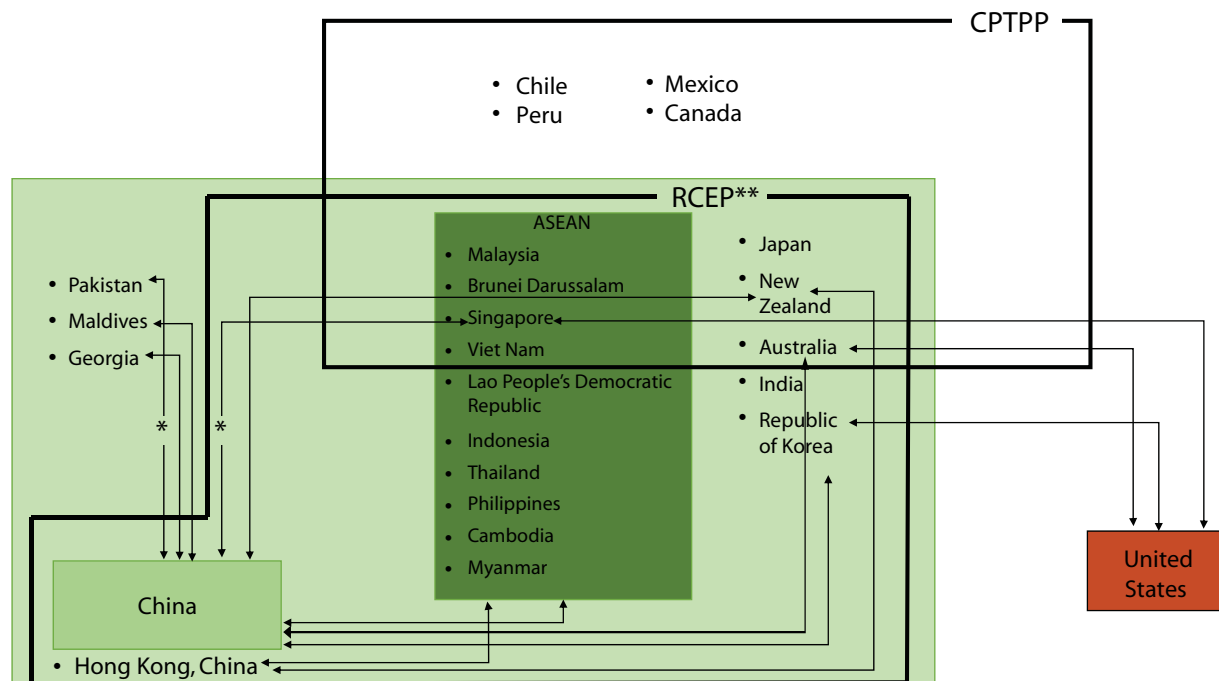 CPTPP
• Chile
• Peru
• Mexico
• Canada
RCEP**
ASEAN
• Malaysia
• Brunei Darussalam
• Singapore
• Viet Nam
• Lao People's Democratic
Republic
• Indonesia
• Thailand
• Philippines
• Cambodia
• Myanmar
• Japan
• New
Zealand
• Australia
• India
• Republic
of Korea
• Pakistan
• Maldives
• Georgia
*
*
China
• Hong Kong, China
United
States